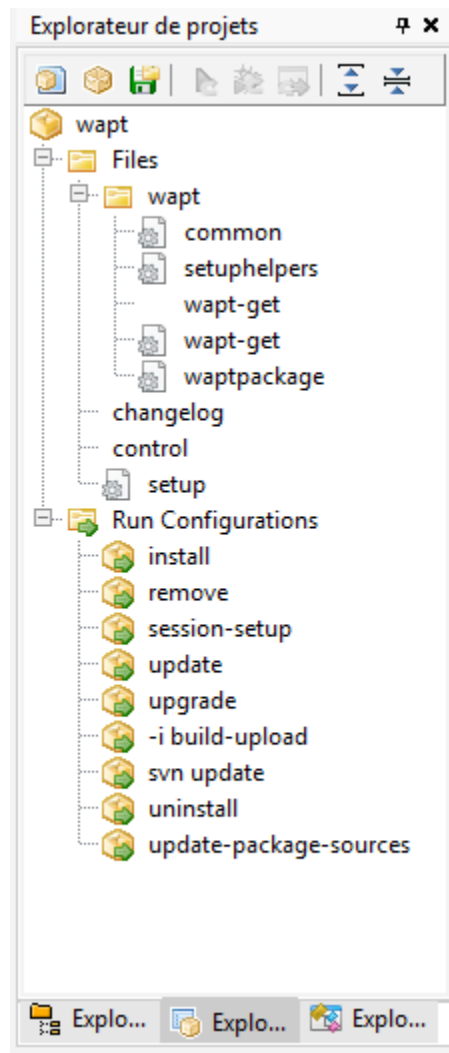 Explorateur de projets
wapt
Files
wapt
common
setuphelpers
wapt-get
wapt-get
waptpackage
changelog
control
setup
Run Configurations
install
remove
session-setup
update
upgrade
-i build-upload
svn update
uninstall
update-package-sources
Explo... Explo... Explo...